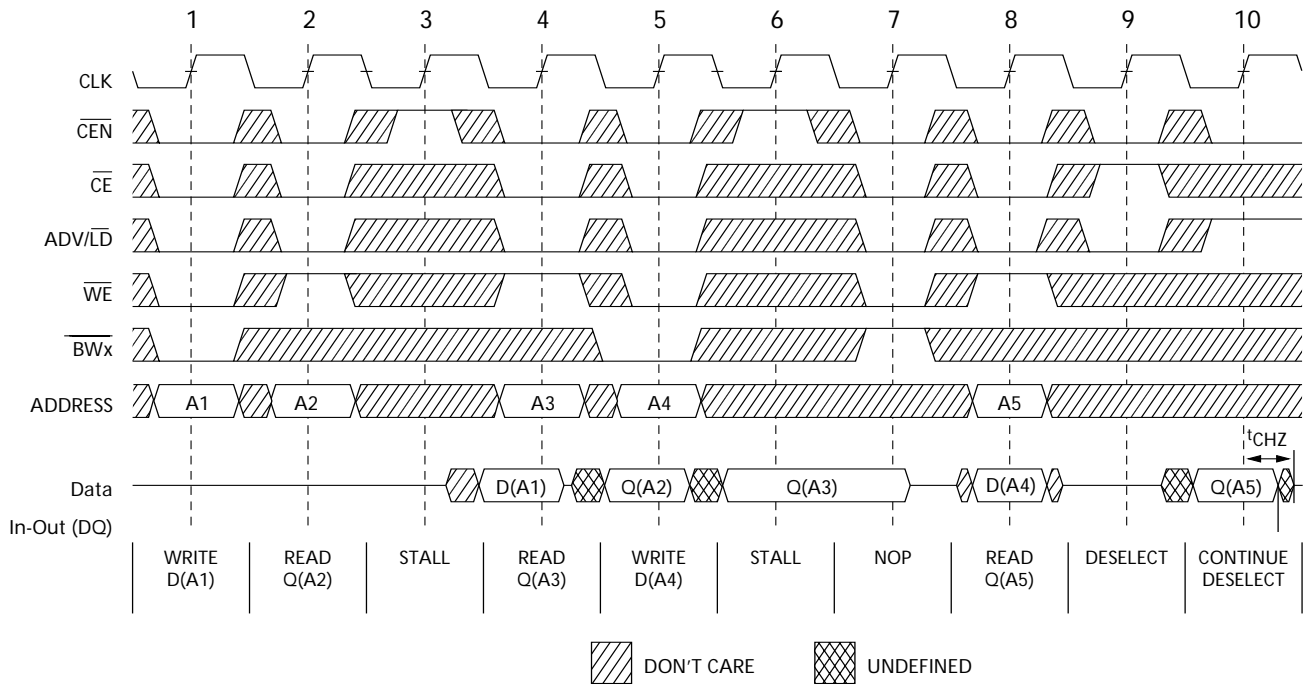 1 2 3 4 5 6 7 8 9 10
CLK
CEN
CE
ADV/LD
WE
BWx
ADDRESS A1 A2 A3 A4 A5
tCHZ
Data D(A1) Q(A2) Q(A3) D(A4) Q(A5)
In-Out (DQ)
WRITE READ STALL READ WRITE STALL NOP READ DESELECT CONTINUE
D(A1) Q(A2) Q(A3) D(A4) Q(A5) DESELECT
DON'T CARE UNDEFINED